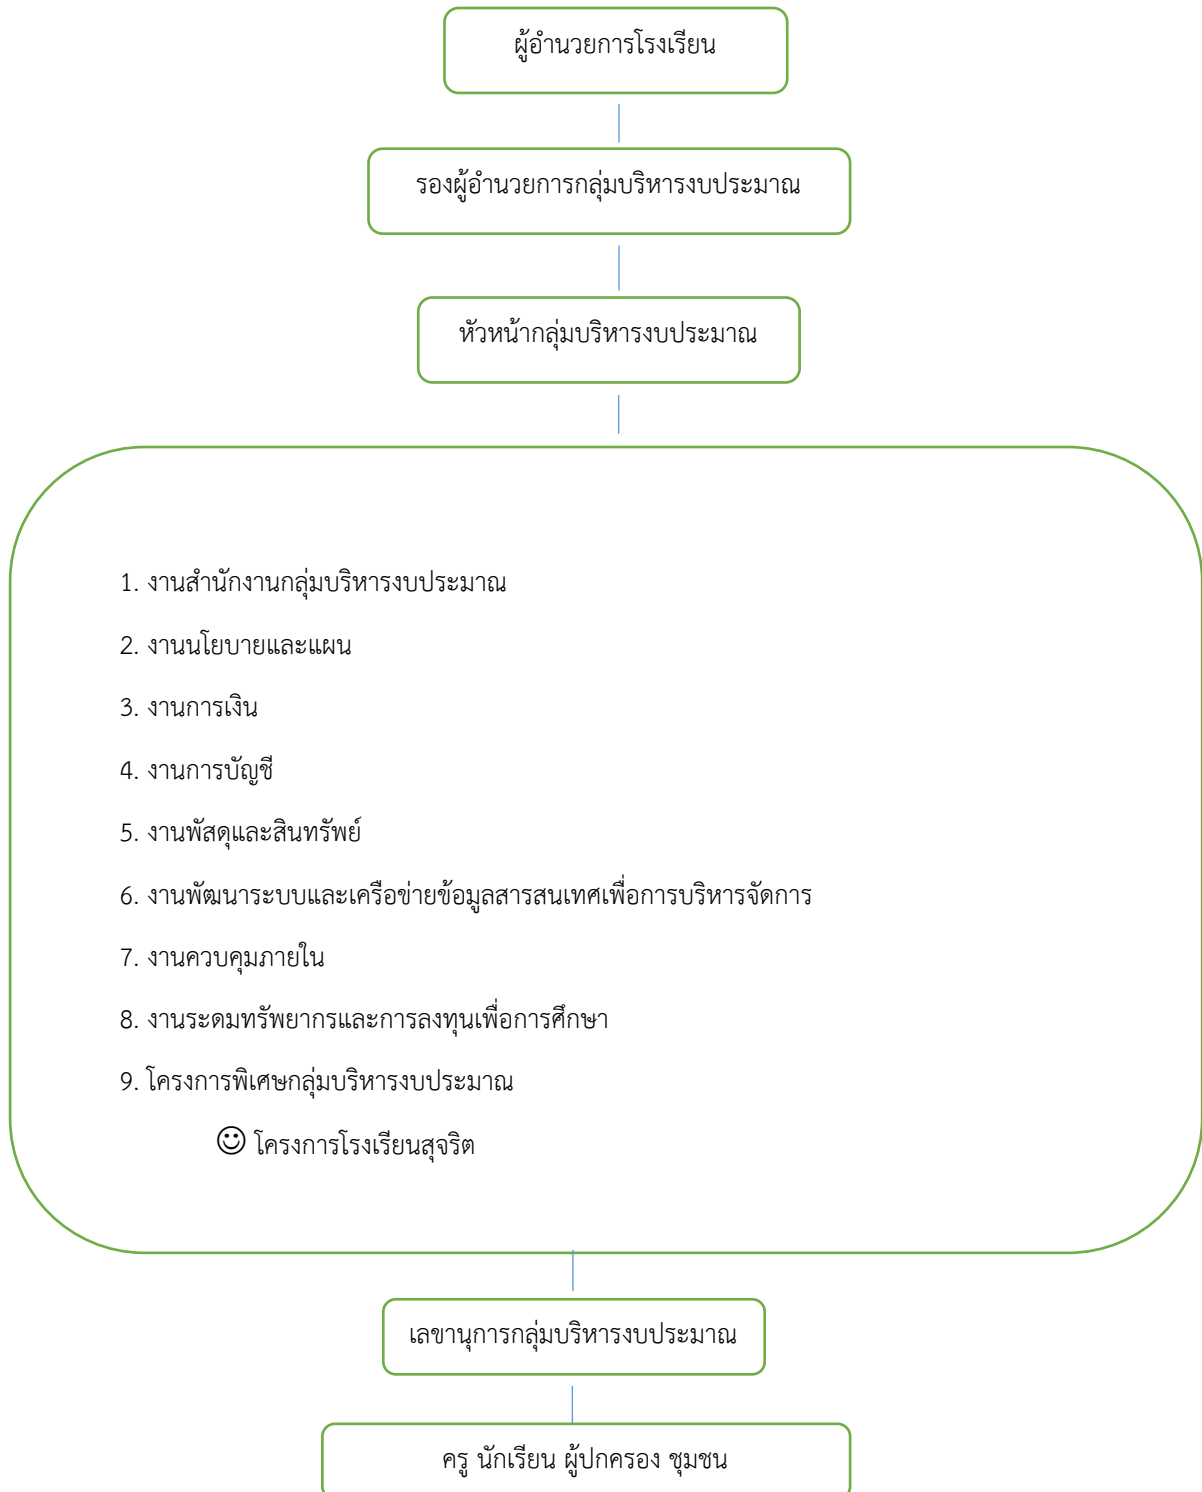 ผู้อำนวยการโรงเรียน
รองผู้อำนวยการกลุ่มบริหารงบประมาณ
หัวหน้ากลุ่มบริหารงบประมาณ
1. งานสำนักงานกลุ่มบริหารงบประมาณ
2. งานนโยบายและแผน
3. งานการเงิน
4. งานการบัญชี
5. งานพัสดุและสินทรัพย์
6. งานพัฒนาระบบและเครือข่ายข้อมูลสารสนเทศเพื่อการบริหารจัดการ
7. งานควบคุมภายใน
8. งานระดมทรัพยากรและการลงทุนเพื่อการศึกษา
9. โครงการพิเศษกลุ่มบริหารงบประมาณ
☺ โครงการโรงเรียนสุจริต
เลขานุการกลุ่มบริหารงบประมาณ
ครู นักเรียน ผู้ปกครอง ชุมชน